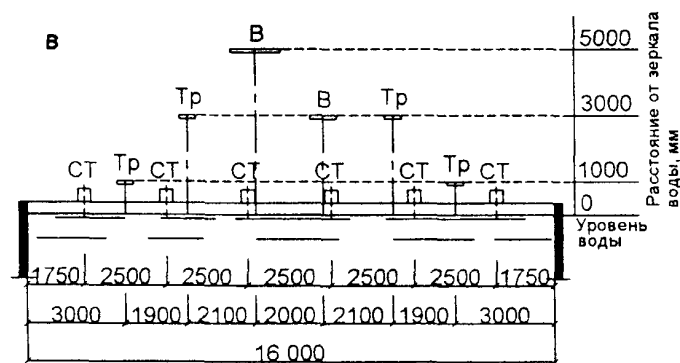 в
В
5000
Тр
В
Тр
3000
СТ
Тр
СТ
СТ
СТ
СТ
Тр
СТ
1000
0
Расстояние от зеркала
воды, мм
Уровень
воды
1750 2500 2500 2500 2500 2500 1750
3000 1900 2100 2000 2100 1900 3000
16 000